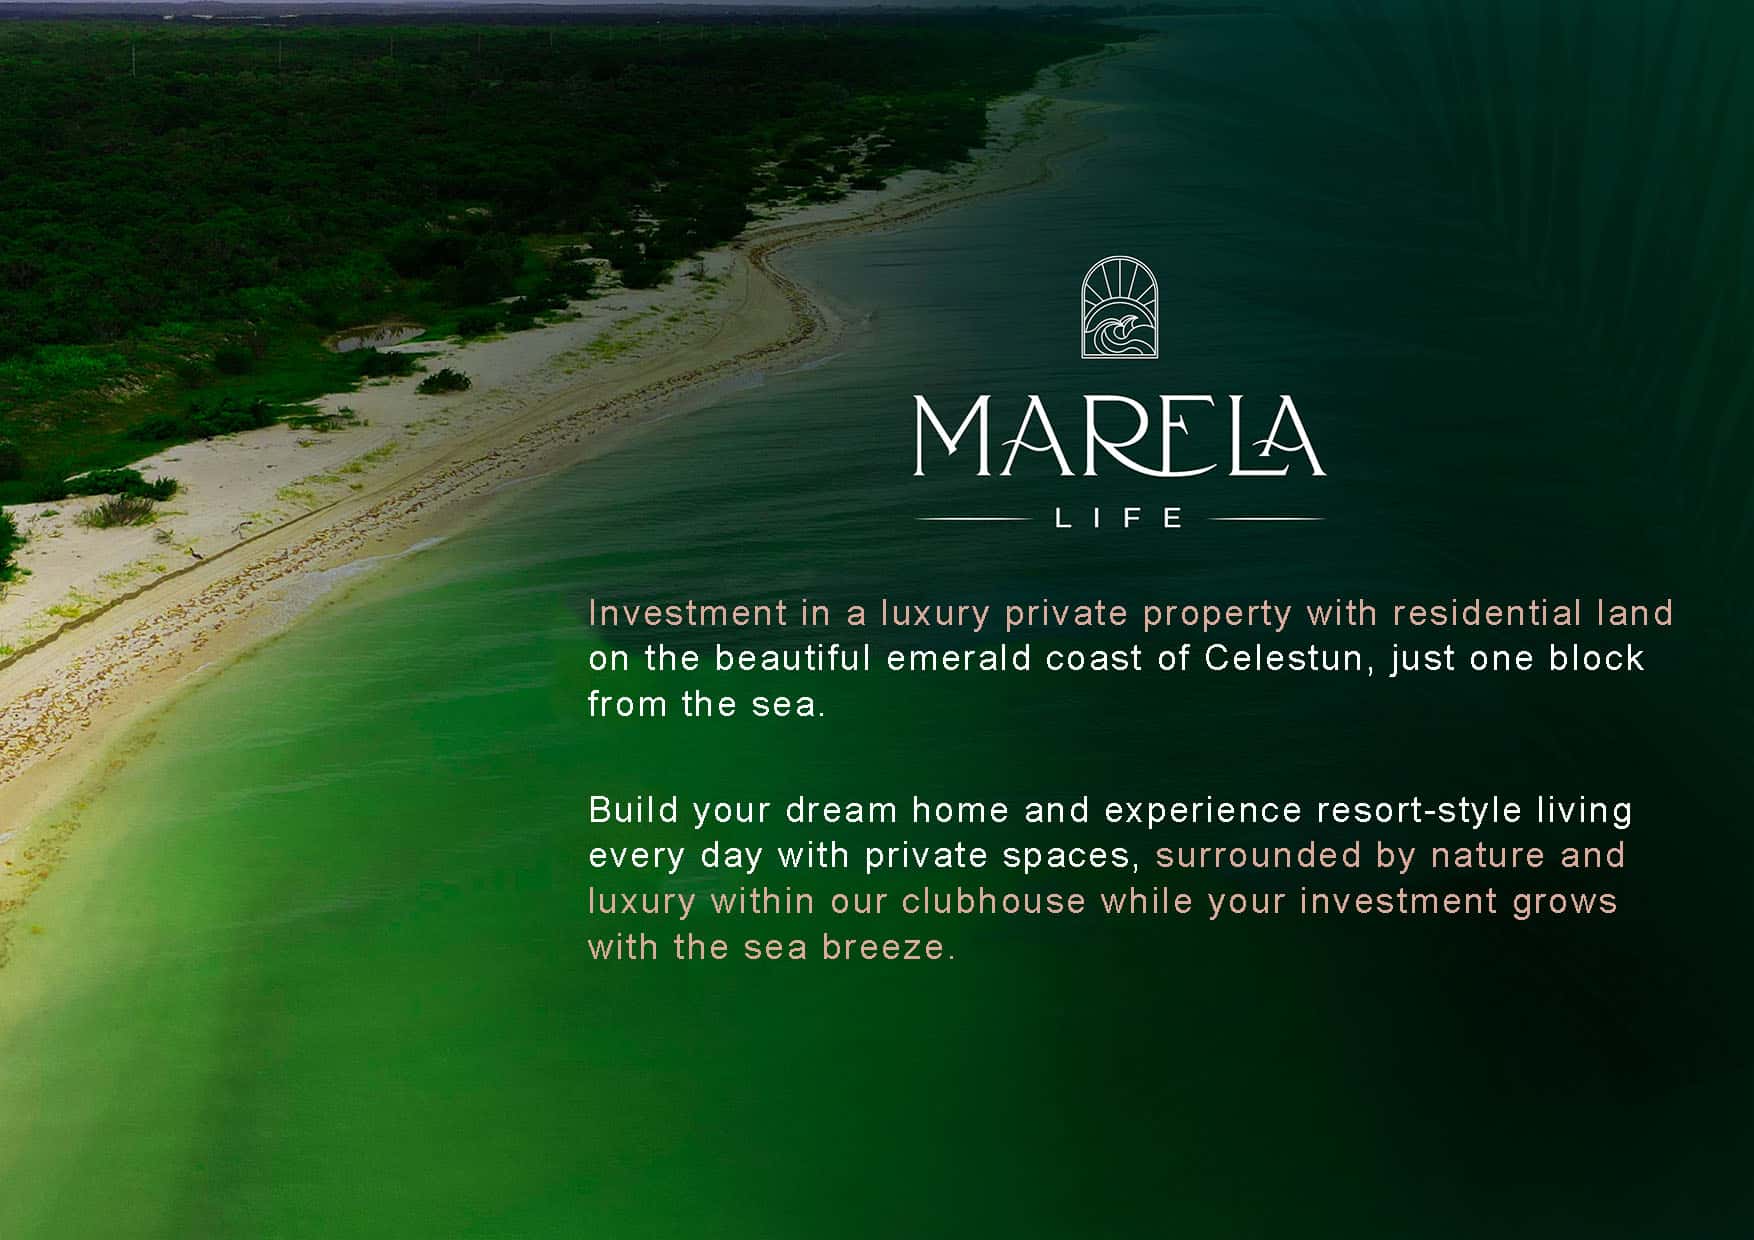 MARELA
LIFE
Investment in a luxury private property with residential land
on the beautiful emerald coast of Celestun, just one block
from the sea.
Build your dream home and experience resort-style living
every day with private spaces, surrounded by nature and
luxury within our clubhouse while your investment grows
with the sea breeze.